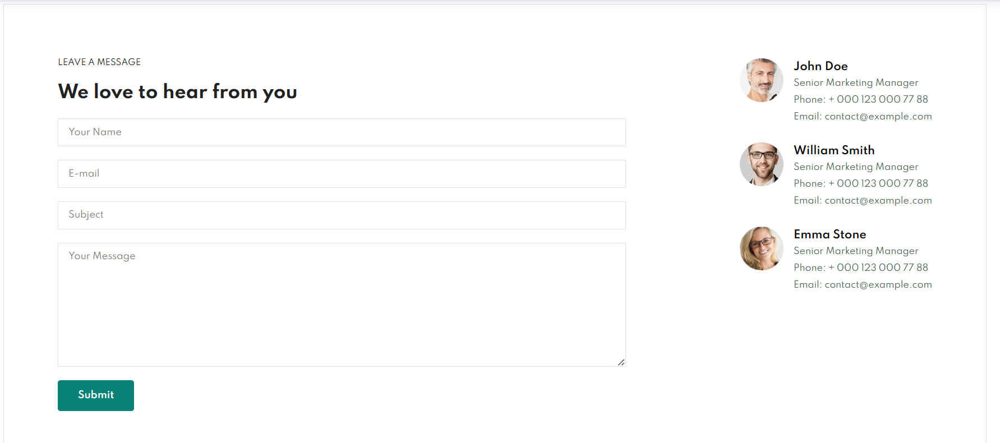 LEAVE A MESSAGE
We love to hear from you
Your Name
E-mail
Subject
Your Message
Submit
John Doe
Senior Marketing Manager
Phone: + 000 123 000 77 88
Email: contact@example.com
William Smith
Senior Marketing Manager
Phone: + 000 123 000 77 88
Email: contact@example.com
Emma Stone
Senior Marketing Manager
Phone: + 000 123 000 77 88
Email: contact@example.com